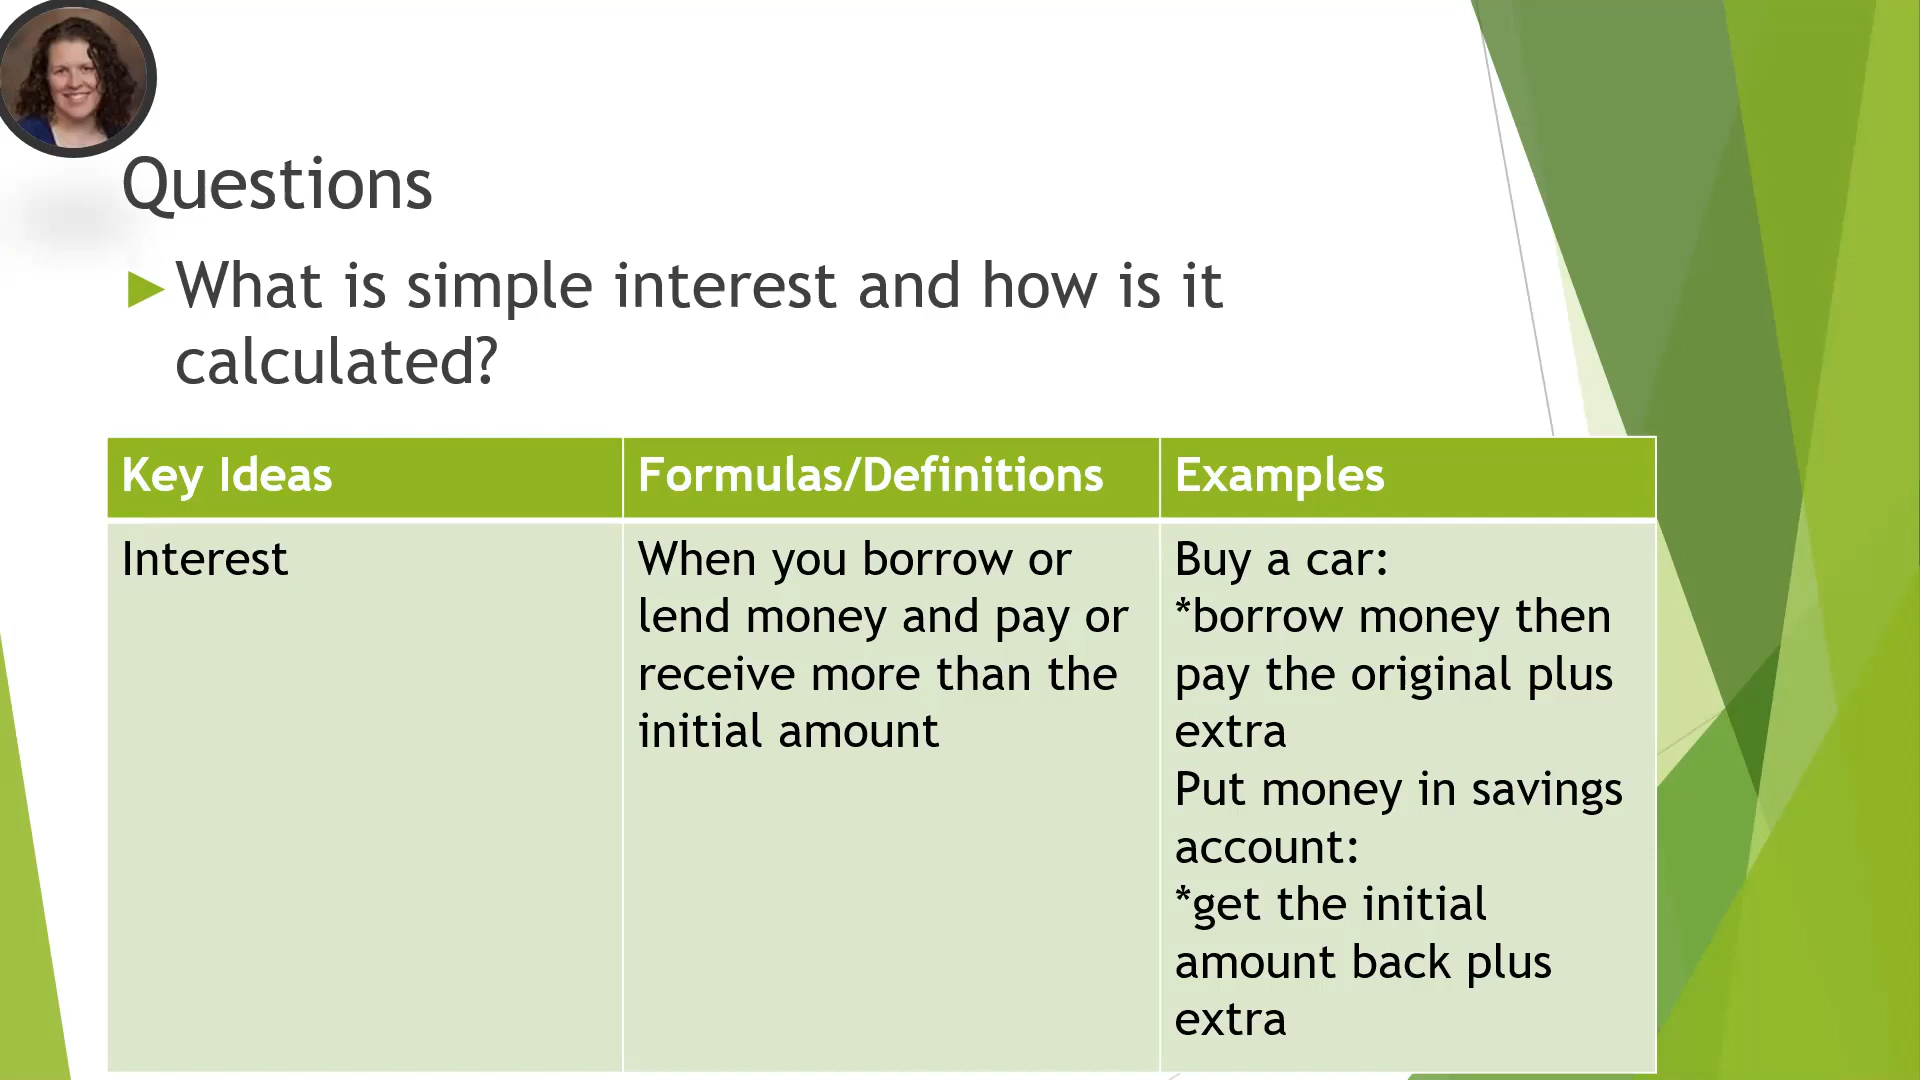 Questions
What is simple interest and how is it
calculated?
Key Ideas
Formulas/Definitions
Examples
Interest
When you borrow or
lend money and pay or
receive more than the
initial amount
Buy a car:
*borrow money then
pay the original plus
extra
Put money in savings
account:
*get the initial
amount back plus
extra